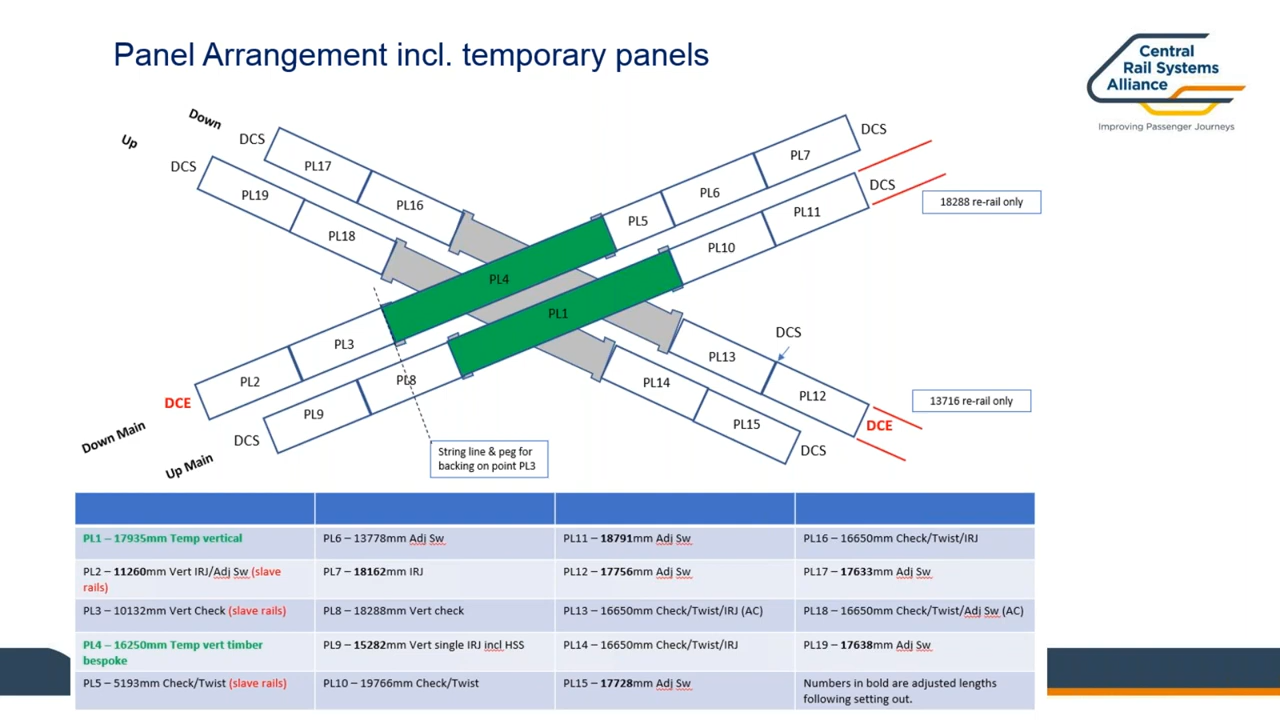 Panel Arrangement incl. temporary panels
Central
Rail Systems
Alliance
Improving Passenger Journeys
Down
Up
DCS
DCS
PL17
PL19
PL16
PL18
PL7
DCS
PL6
DCS
PL11
PL5
PL10
18288 re-rail only
PL4
PL1
PL3
PL2
PL8
PL9
DCE
DCS
Down Main
Up Main
DCS
PL13
PL14
PL12
PL15
13716 re-rail only
DCE
DCS
String line & peg for
backing on point PL3
PL1 – 17935mm Temp vertical
PL6 – 13778mm Adj Sw
PL11 – 18791mm Adj Sw
PL16 – 16650mm Check/Twist/IRJ
PL2 – 11260mm Vert IRJ/Adj Sw (slave
rails)
PL7 – 18162mm IRJ
PL12 – 17756mm Adj Sw
PL17 – 17633mm Adj Sw
PL3 – 10132mm Vert Check (slave rails)
PL8 – 18288mm Vert check
PL13 – 16650mm Check/Twist/IRJ (AC)
PL18 – 16650mm Check/Twist/Adj Sw (AC)
PL4 – 16250mm Temp vert timber
bespoke
PL9 – 15282mm Vert single IRJ incl HSS
PL14 – 16650mm Check/Twist/IRJ
PL19 – 17638mm Adj Sw
PL5 – 5193mm Check/Twist (slave rails)
PL10 – 19766mm Check/Twist
PL15 – 17728mm Adj Sw
Numbers in bold are adjusted lengths
following setting out.